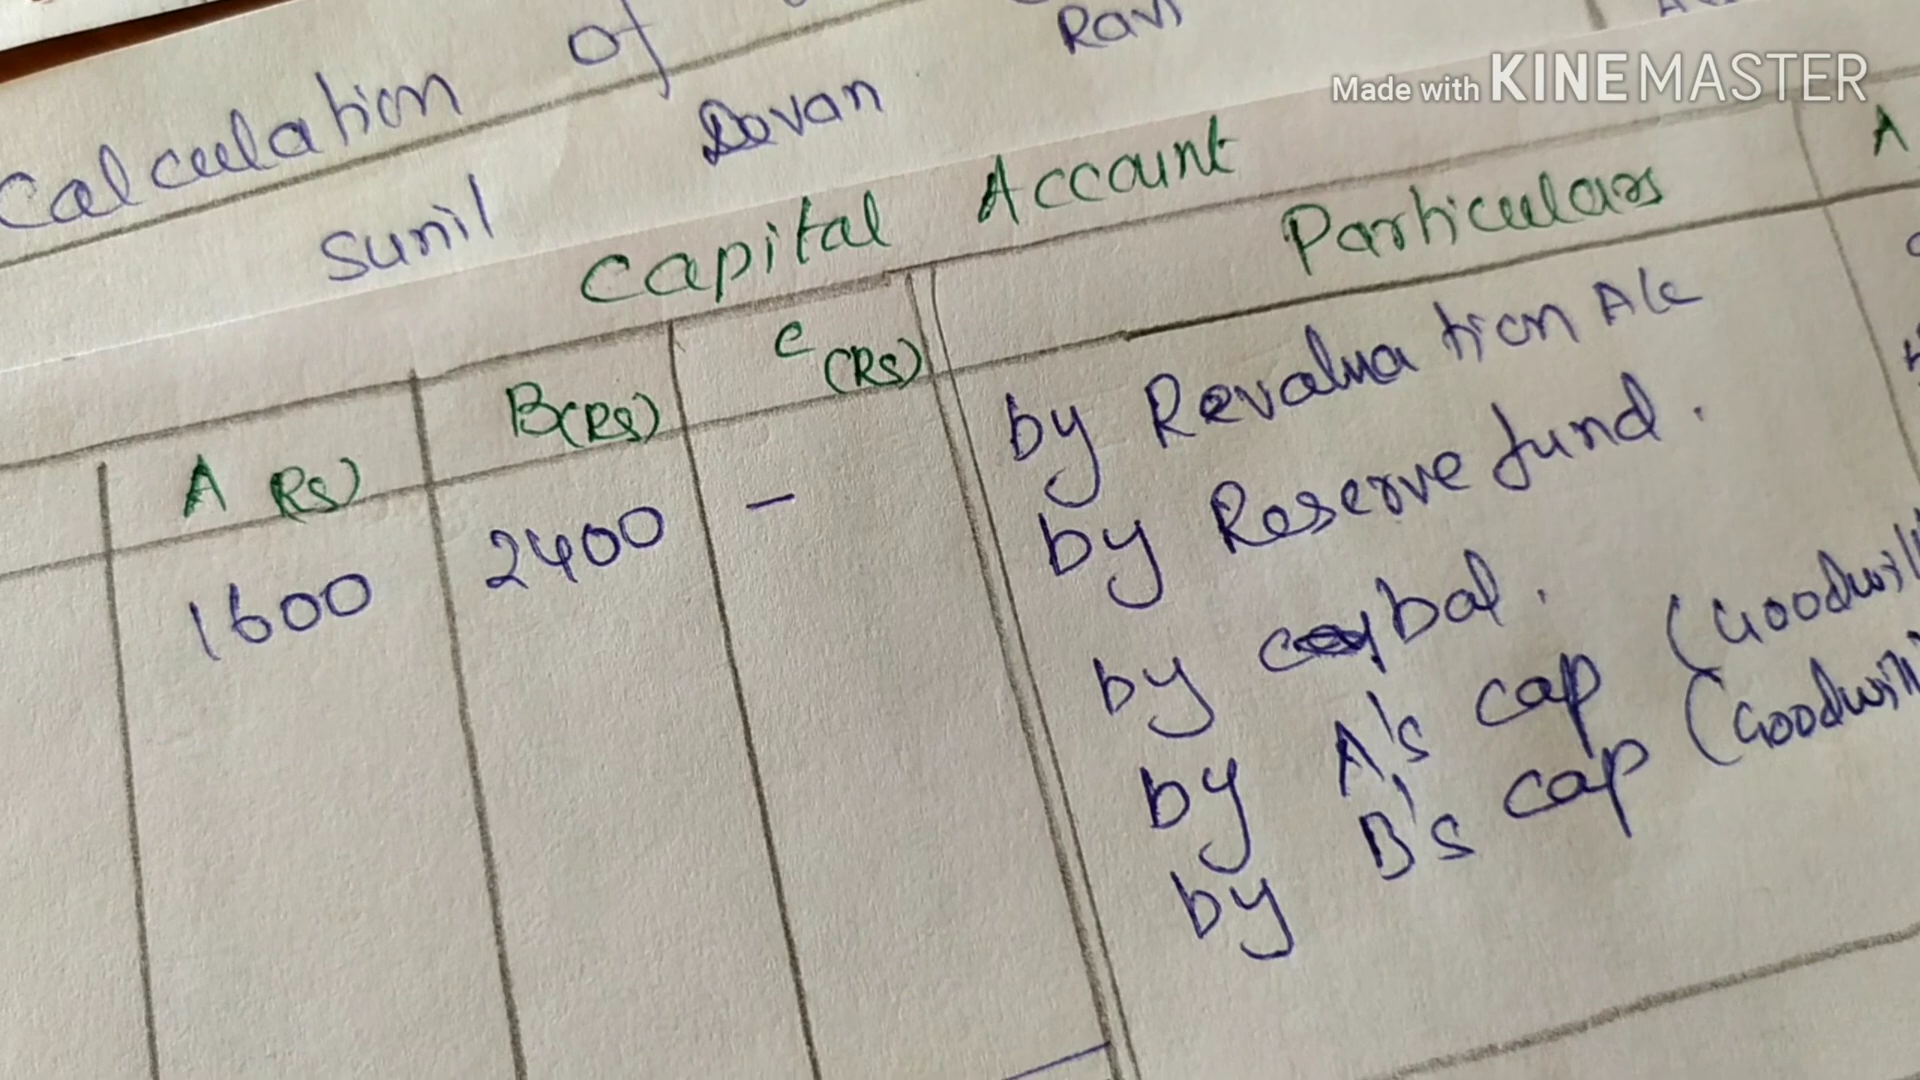 Calculation of
Sunil Dovan Ravi
Made with KINEMASTER
Capital Account
A (Rs) B(Rs) C (Rs) Particulars A
1600 2400 – by Revaluation A/c
by Reserve fund.
by bal.
by A's cap (Goodwill
by B's cap (Goodwill